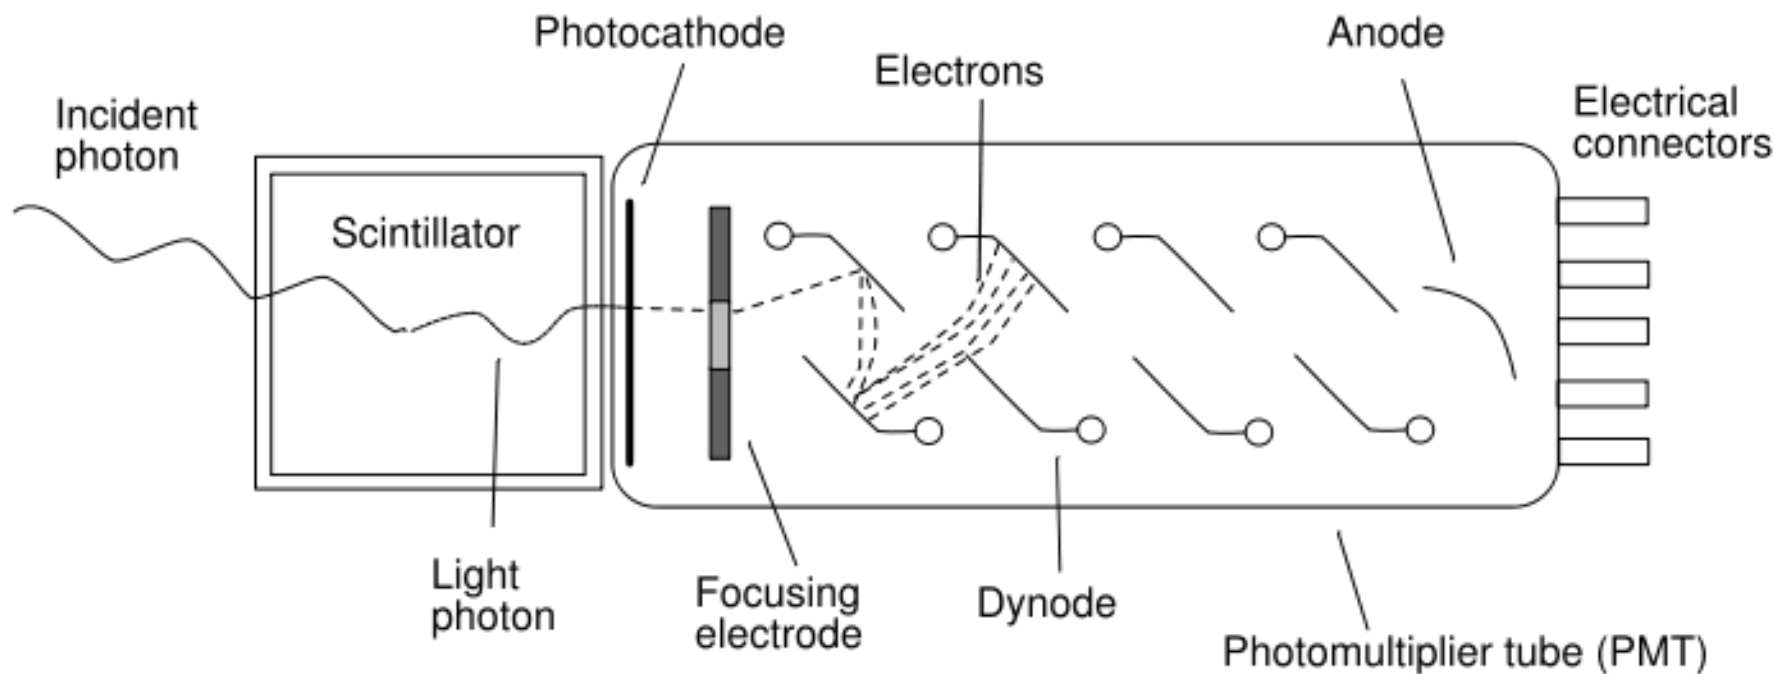 Photocathode
Anode
Electrons
Incident
photon
Electrical
connectors
Scintillator
Light
photon
Focusing
electrode
Dynode
Photomultiplier tube (PMT)